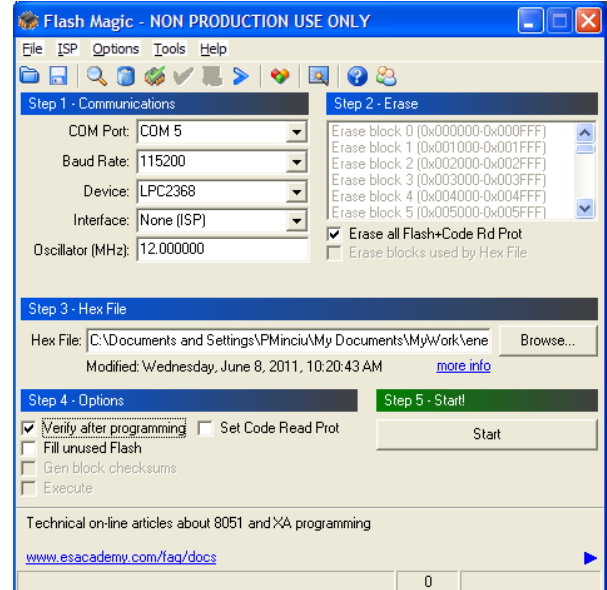 Flash Magic - NON PRODUCTION USE ONLY
File ISP Options Tools Help
Step 1 - Communications
COM Port: COM 5
Baud Rate: 115200
Device: LPC2368
Interface: None (ISP)
Oscillator (MHz): 12.000000
Step 2 - Erase
Erase block 0 (0x000000-0x000FFF)
Erase block 1 (0x001000-0x001FFF)
Erase block 2 (0x002000-0x002FFF)
Erase block 3 (0x003000-0x003FFF)
Erase block 4 (0x004000-0x004FFF)
Erase block 5 (0x005000-0x005FFF)
Erase all Flash+Code Rd Prot
Erase blocks used by Hex File
Step 3 - Hex File
Hex File: C:\Documents and Settings\PMinciu\My Documents\MyWork\ene Browse...
Modified: Wednesday, June 8, 2011, 10:20:43 AM more info
Step 4 - Options
Verify after programming Set Code Read Prot
Fill unused Flash
Gen block checksums
Execute
Step 5 - Start!
Start
Technical on-line articles about 8051 and XA programming
www.esacademy.com/faq/docs
0